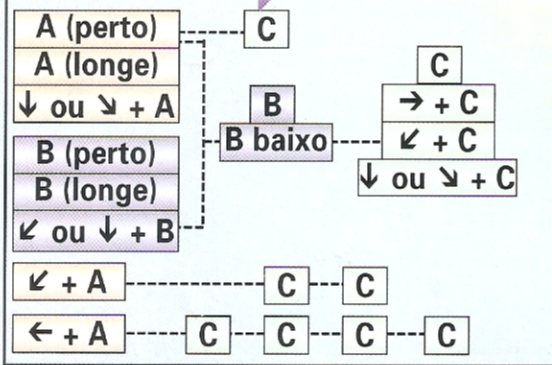 A (perto)
C
A (longe)
↓ ou ↘ + A
B (perto)
B (longe)
↙ ou ↓ + B
B
B baixo
C
→ + C
↙ + C
↓ ou ↘ + C
↙ + A
C
C
← + A
C
C
C
C